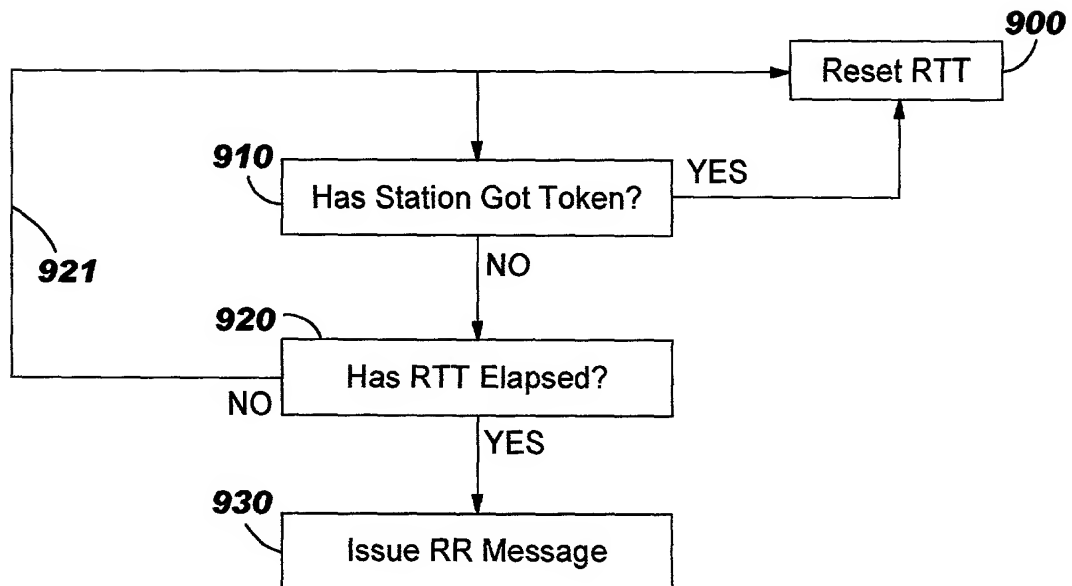 900
Reset RTT
910
Has Station Got Token?
YES
921
NO
920
Has RTT Elapsed?
NO
YES
930
Issue RR Message